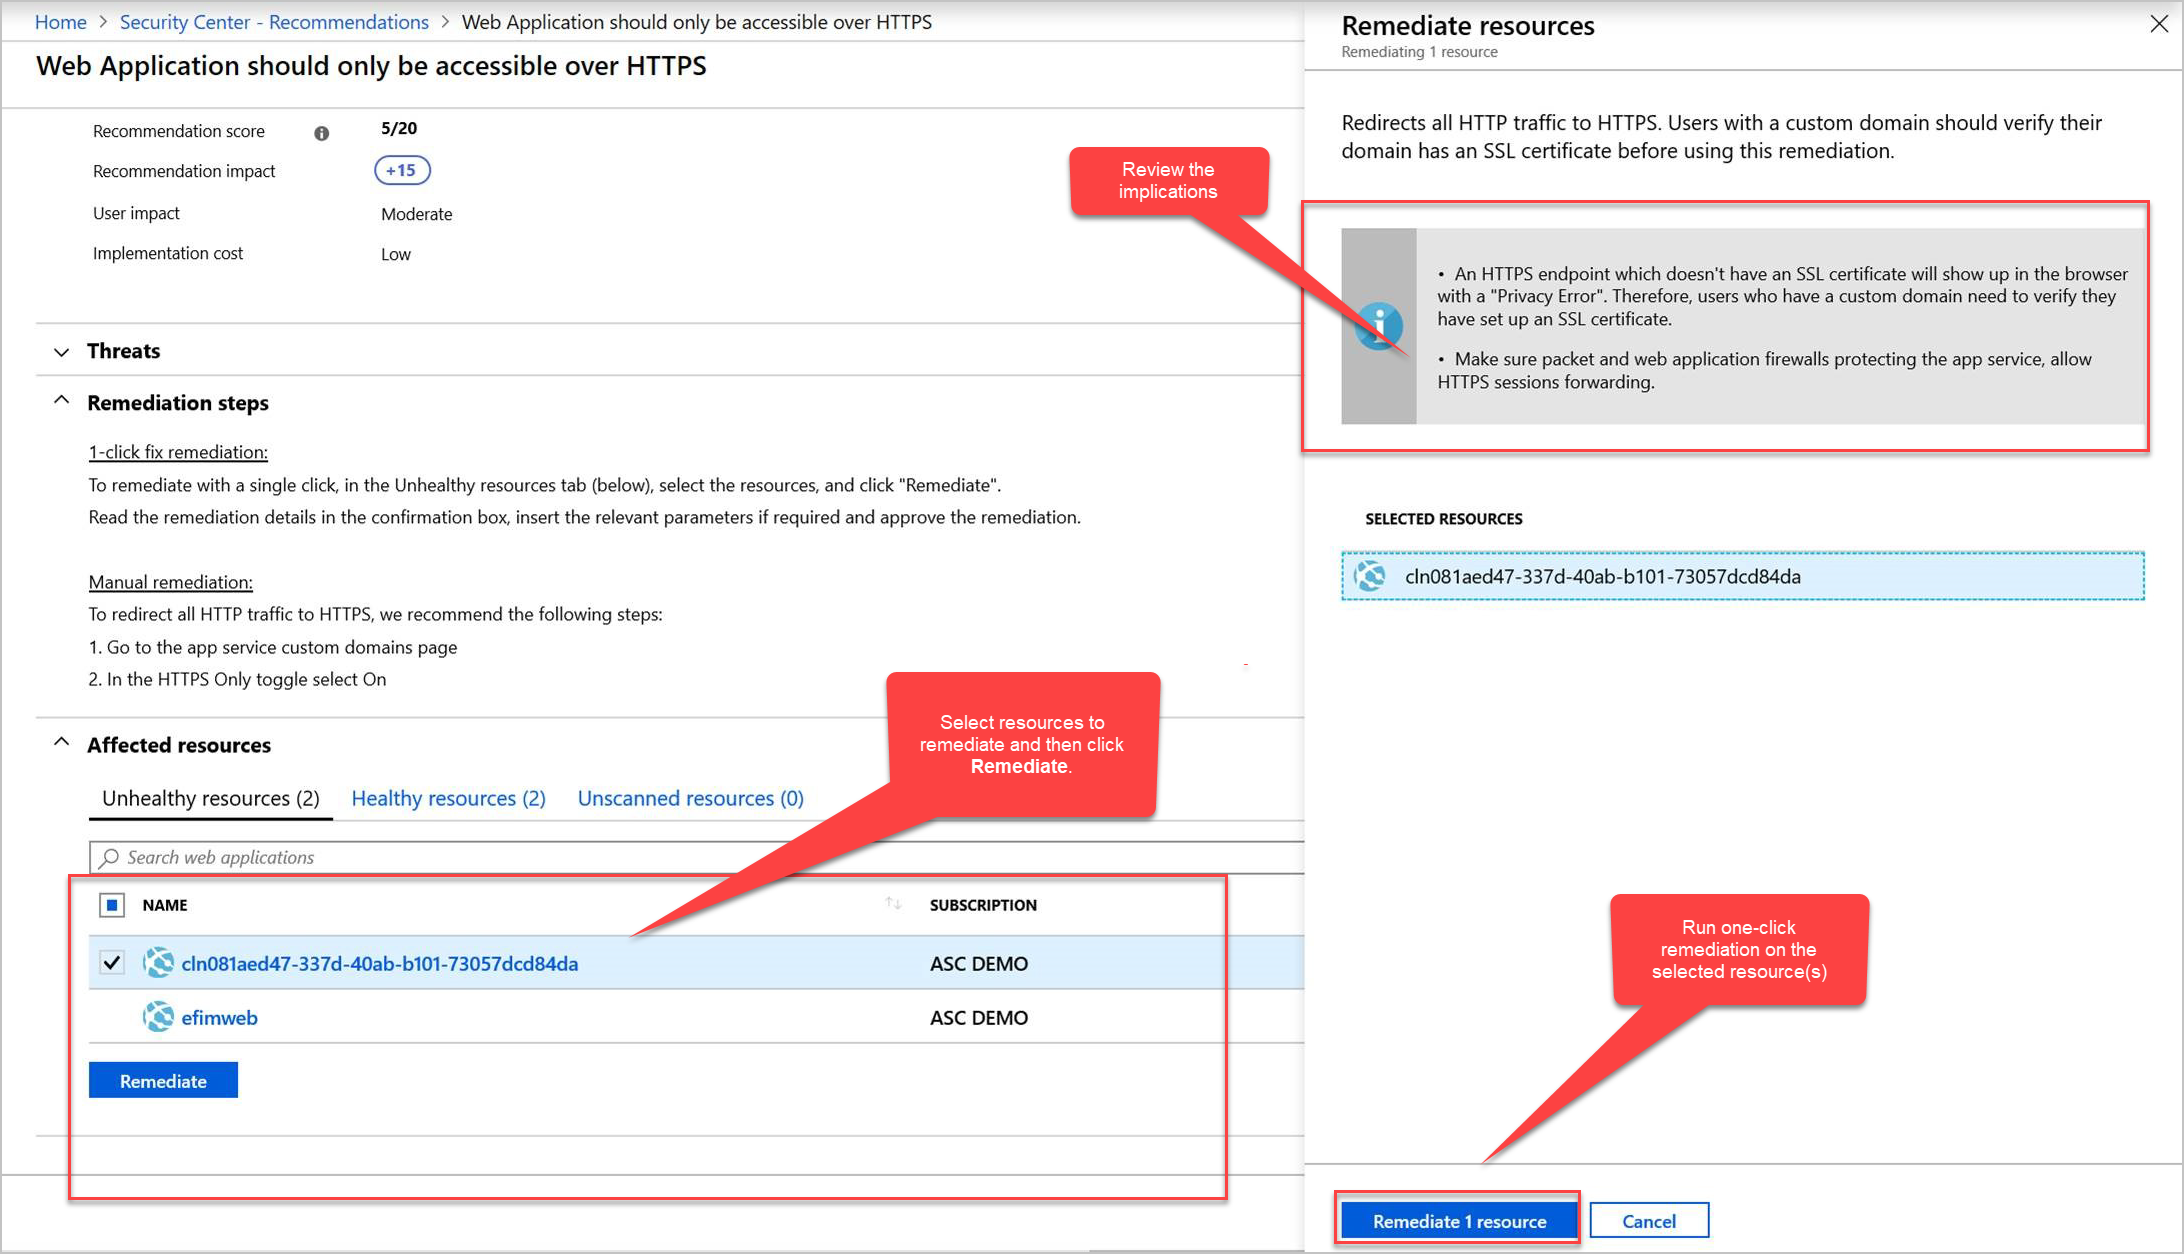 Home > Security Center - Recommendations > Web Application should only be accessible over HTTPS
Web Application should only be accessible over HTTPS
Recommendation score 5/20
Recommendation impact +15
User impact Moderate
Implementation cost Low
Threats
Remediation steps
1-click fix remediation:
To remediate with a single click, in the Unhealthy resources tab (below), select the resources, and click "Remediate".
Read the remediation details in the confirmation box, insert the relevant parameters if required and approve the remediation.
Manual remediation:
To redirect all HTTP traffic to HTTPS, we recommend the following steps:
1. Go to the app service custom domains page
2. In the HTTPS Only toggle select On
Select resources to
remediate and then click
Remediate.
Affected resources
Unhealthy resources (2) Healthy resources (2) Unscanned resources (0)
Search web applications
NAME SUBSCRIPTION
cln081aed47-337d-40ab-b101-73057dcd84da ASC DEMO
efimweb ASC DEMO
Remediate
Remediate resources
Remediating 1 resource
Redirects all HTTP traffic to HTTPS. Users with a custom domain should verify their
domain has an SSL certificate before using this remediation.
Review the
implications
• An HTTPS endpoint which doesn't have an SSL certificate will show up in the browser
with a "Privacy Error". Therefore, users who have a custom domain need to verify they
have set up an SSL certificate.
• Make sure packet and web application firewalls protecting the app service, allow
HTTPS sessions forwarding.
SELECTED RESOURCES
cln081aed47-337d-40ab-b101-73057dcd84da
Run one-click
remediation on the
selected resource(s)
Remediate 1 resource Cancel